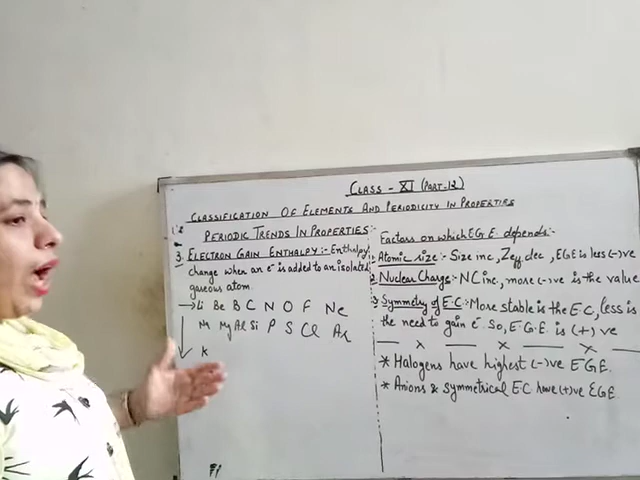 CLASS - XI (PART-12)
CLASSIFICATION OF ELEMENTS AND PERIODICITY IN PROPERTIES
PERIODIC TRENDS IN PROPERTIES:-
3. ELECTRON GAIN ENTHALPY:- Enthalpy
change when an e⁻ is added to an isolated
gaseous atom.
→ Li Be B C N O F Ne
Mg Al Si P S Cl Ar
K
Factors on which E.G.E. depends:-
1. Atomic size:- Size inc, Zeff dec, EGE is less (-)ve
2. Nuclear Charge:- NC inc., more (-)ve is the value
3. Symmetry of E.C:- More stable is the E.C, less is
the need to gain e⁻. So, E.G.E. is (+) ve
— x — x — x —
* Halogens have highest (-)ve E.G.E.
* Anions & symmetrical E.C have (+)ve E.G.E.